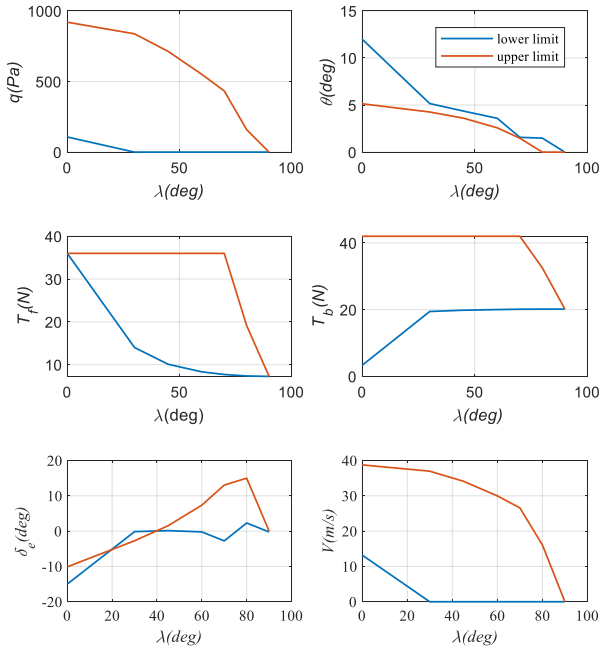 1000
500
0
q(Pa)
0 50 100
λ(deg)
15
10
5
0
θ(deg)
lower limit
upper limit
0 50 100
λ(deg)
40
30
20
10
T_f(N)
0 50 100
λ(deg)
40
20
0
T_b(N)
0 50 100
λ(deg)
20
10
0
-10
-20
δ_e(deg)
0 20 40 60 80 100
λ(deg)
40
30
20
10
0
V(m/s)
0 20 40 60 80 100
λ(deg)